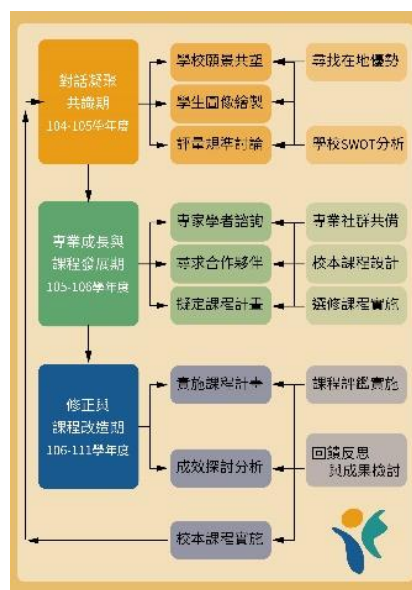 對話凝聚
共識期
104-105學年度
學校願景共塑
學生圖像繪製
評量規準討論
尋找在地優勢
學校SWOT分析
專業成長與
課程發展期
105-106學年度
專家學者諮詢
尋求合作夥伴
擬定課程計畫
專業社群共備
校本課程設計
選修課程實施
修正與
課程改造期
106-111學年度
實施課程計畫
成效探討分析
校本課程實施
課程評鑑實施
回饋反思
與成果檢討